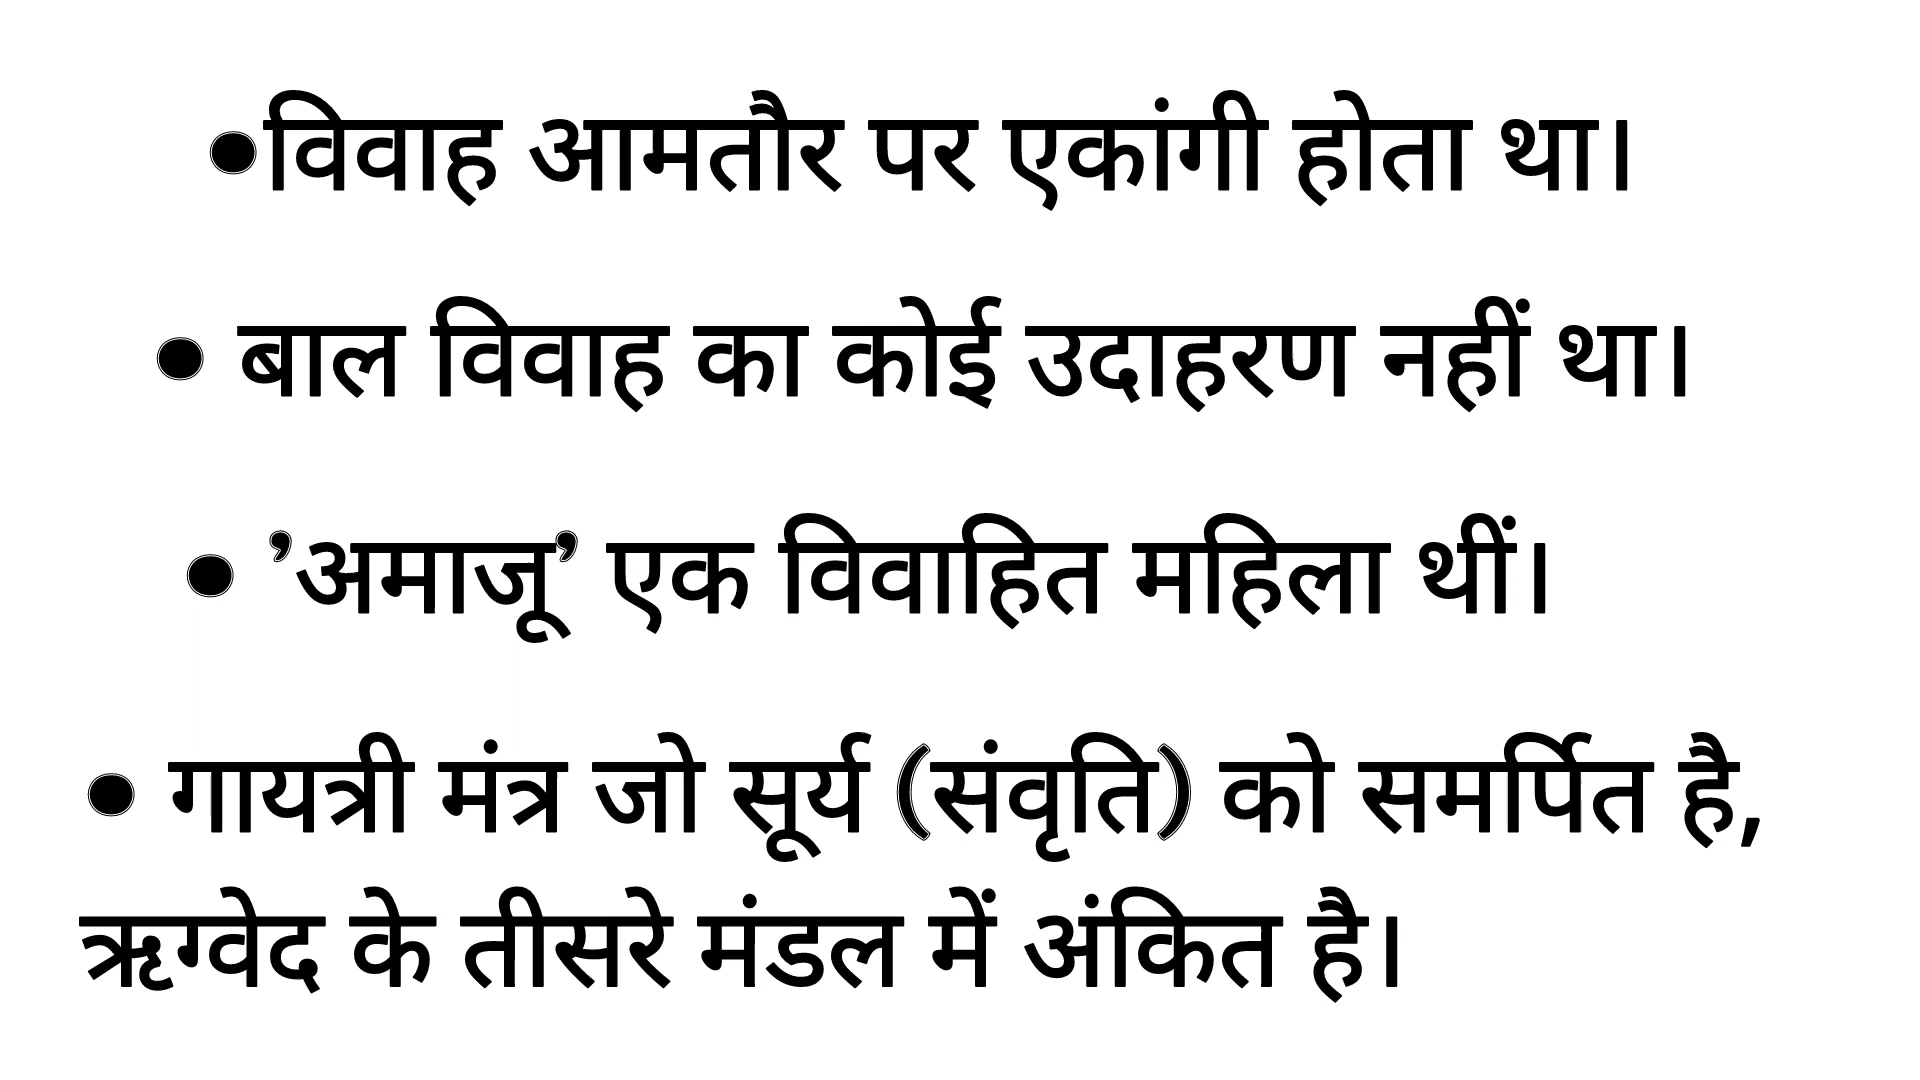 •विवाह आमतौर पर एकांगी होता था।
• बाल विवाह का कोई उदाहरण नहीं था।
• ’अमाजू’ एक विवाहित महिला थीं।
• गायत्री मंत्र जो सूर्य (संवृति) को समर्पित है,
ऋग्वेद के तीसरे मंडल में अंकित है।